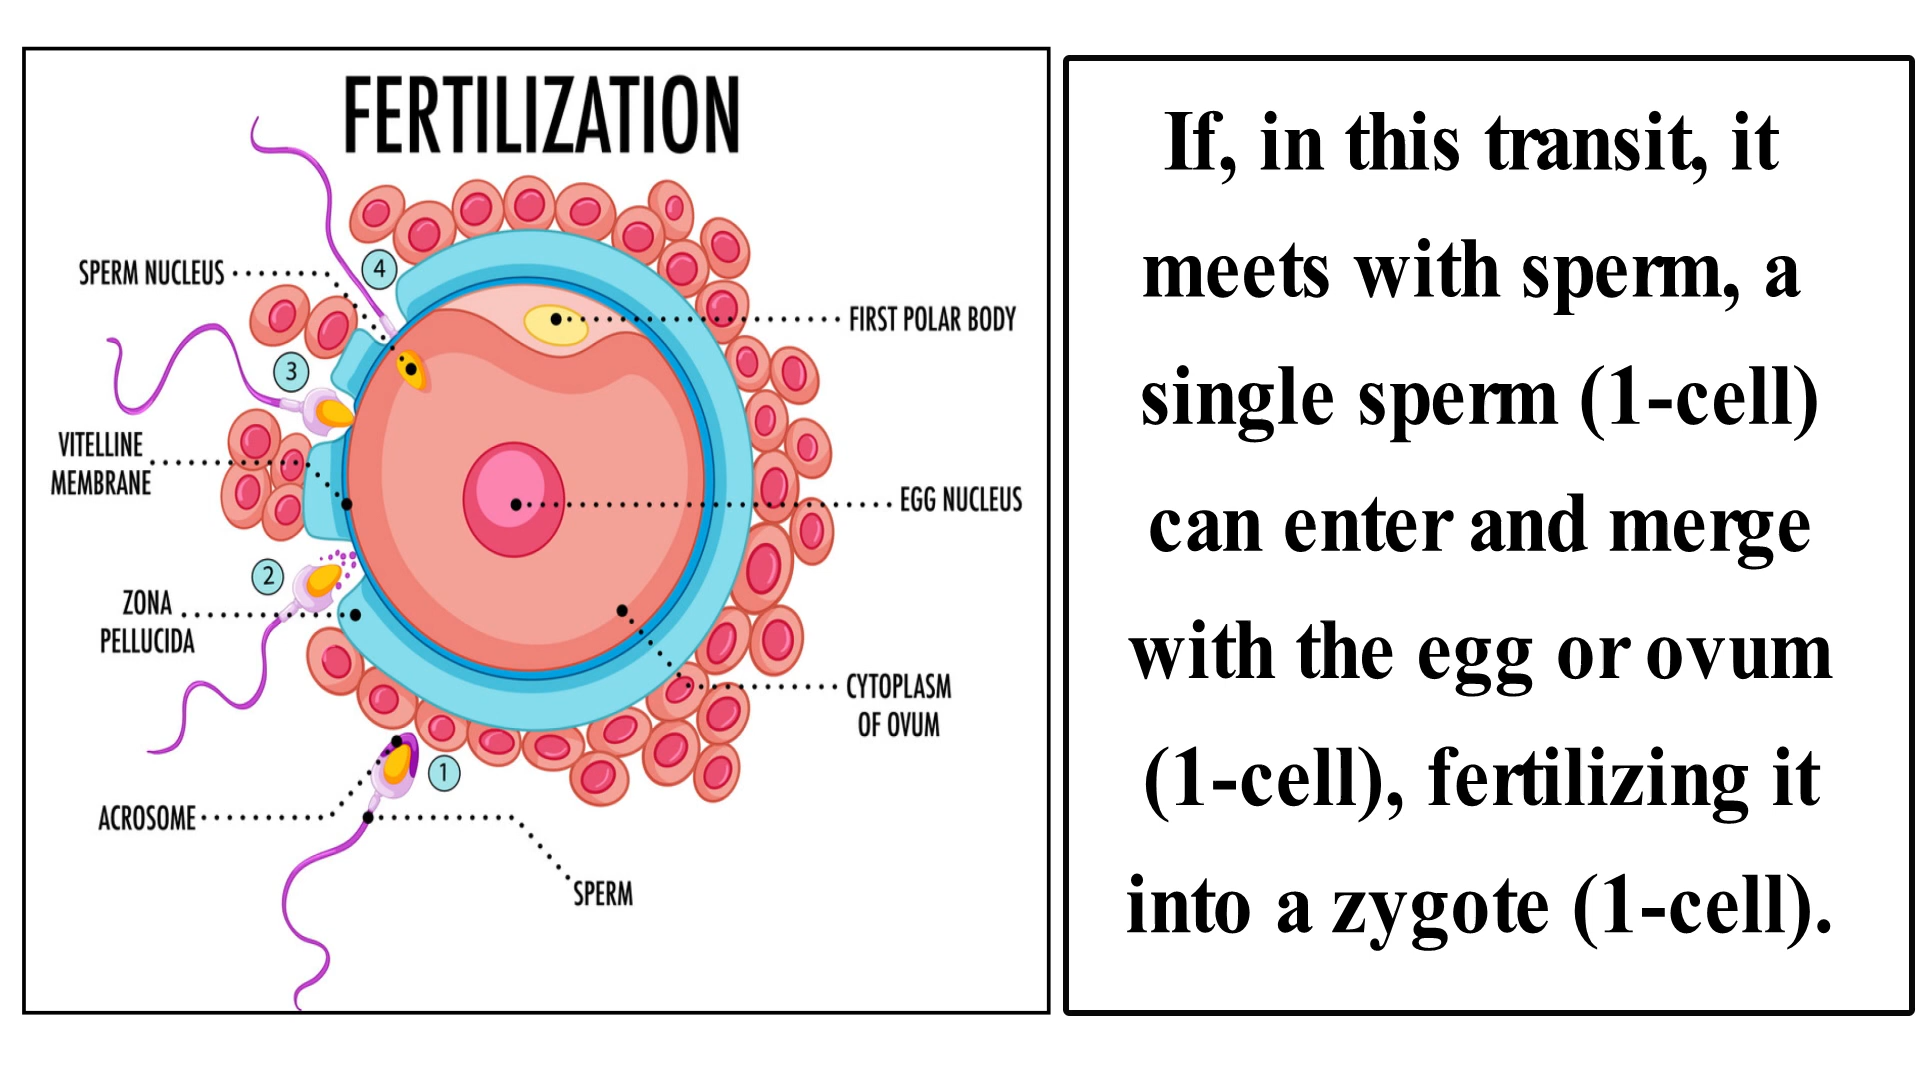 FERTILIZATION
SPERM NUCLEUS
4
FIRST POLAR BODY
3
VITELLINE
MEMBRANE
EGG NUCLEUS
2
ZONA
PELLUCIDA
CYTOPLASM
OF OVUM
1
ACROSOME
SPERM
If, in this transit, it
meets with sperm, a
single sperm (1-cell)
can enter and merge
with the egg or ovum
(1-cell), fertilizing it
into a zygote (1-cell).